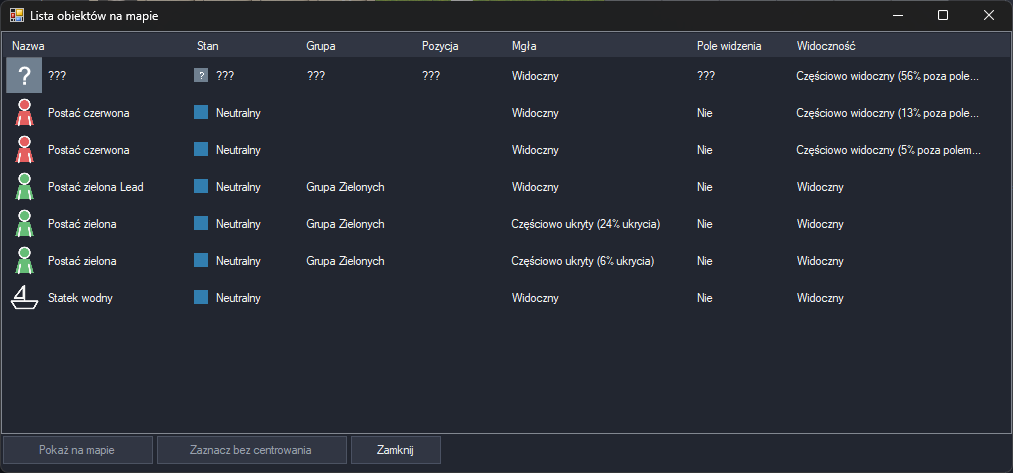 Lista obiektów na mapie
Nazwa Stan Grupa Pozycja Mgła Pole widzenia Widoczność
? ??? ? ??? ??? ??? Widoczny ??? Częściowo widoczny (56% poza pole...
Postać czerwona Neutralny Widoczny Nie Częściowo widoczny (13% poza pole...
Postać czerwona Neutralny Widoczny Nie Częściowo widoczny (5% poza polem...
Postać zielona Lead Neutralny Grupa Zielonych Widoczny Nie Widoczny
Postać zielona Neutralny Grupa Zielonych Częściowo ukryty (24% ukrycia) Nie Widoczny
Postać zielona Neutralny Grupa Zielonych Częściowo ukryty (6% ukrycia) Nie Widoczny
Statek wodny Neutralny Widoczny Nie Widoczny
Pokaż na mapie Zaznacz bez centrowania Zamknij